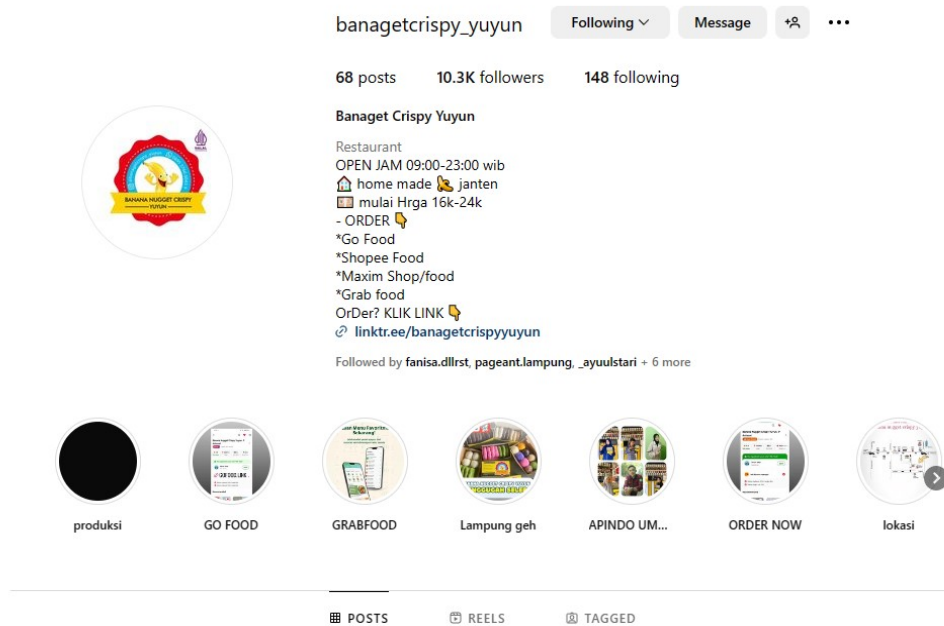 banagetcrispy_yuyun
Following
Message
68 posts
10.3K followers
148 following
Banaget Crispy Yuyun
Restaurant
OPEN JAM 09:00-23:00 wib
🏠 home made 🙋 janten
💵 mulai Hrga 16k-24k
- ORDER 👇
*Go Food
*Shopee Food
*Maxim Shop/food
*Grab food
OrDer? KLIK LINK 👇
linktr.ee/banagetcrispyyuyun
Followed by fanisa.dllrst, pageant.lampung, _ayuulstari + 6 more
BANANA NUGGET CRISPY
YUYUN
produksi
GO FOOD
GRABFOOD
Lampung geh
APINDO UM...
ORDER NOW
lokasi
POSTS
REELS
TAGGED